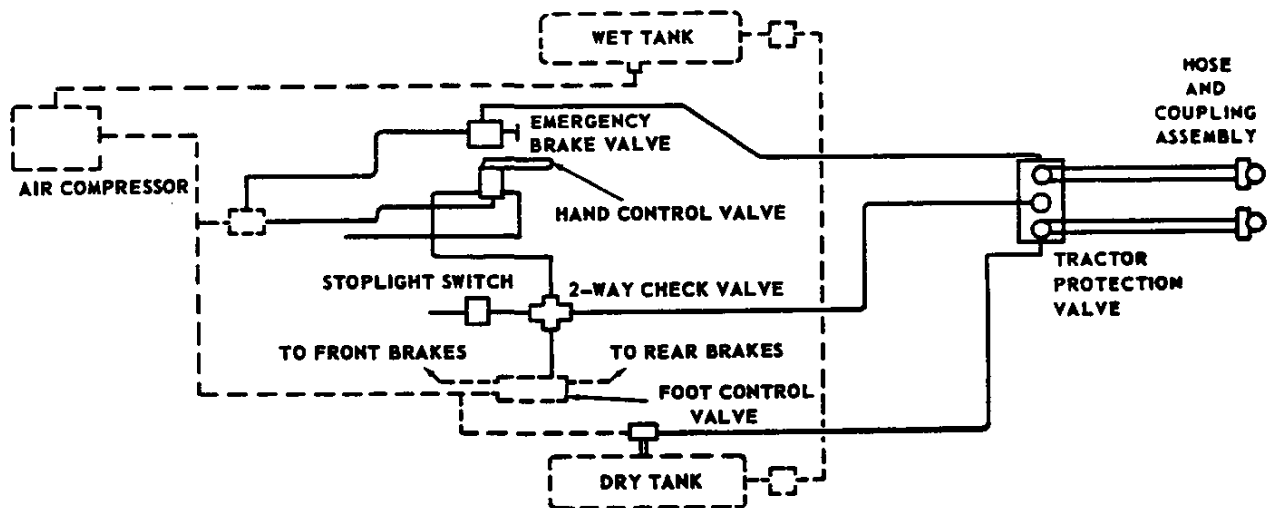 WET TANK
HOSE
AND
COUPLING
ASSEMBLY
EMERGENCY
BRAKE VALVE
AIR COMPRESSOR
HAND CONTROL VALVE
TRACTOR
PROTECTION
VALVE
STOPLIGHT SWITCH
2-WAY CHECK VALVE
TO FRONT BRAKES
TO REAR BRAKES
FOOT CONTROL
VALVE
DRY TANK